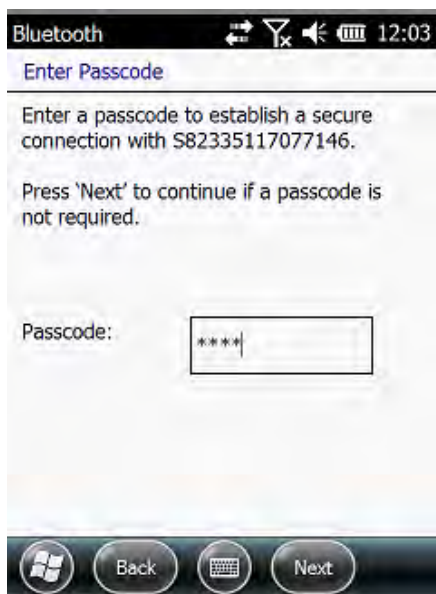 Bluetooth 12:03
Enter Passcode
Enter a passcode to establish a secure
connection with S82335117077146.
Press ‘Next’ to continue if a passcode is
not required.
Passcode: ****
Back Next